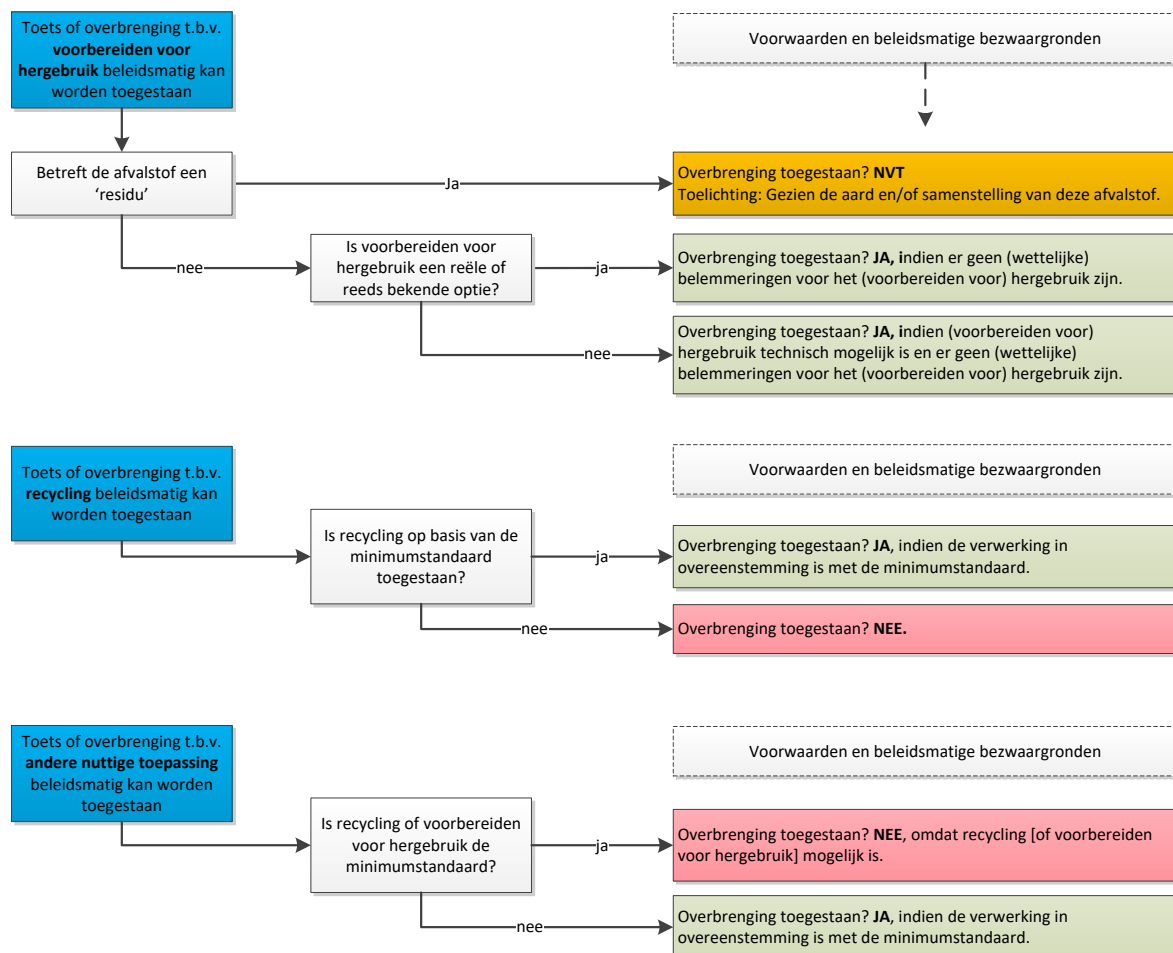 Toets of overbrenging t.b.v.
voorbereiden voor
hergebruik beleidsmatig kan
worden toegestaan
Voorwaarden en beleidsmatige bezwaargronden
Betreft de afvalstof een
‘residu’
Ja
Overbrenging toegestaan? NVT
Toelichting: Gezien de aard en/of samenstelling van deze afvalstof.
nee
Is voorbereiden voor
hergebruik een reële of
reeds bekende optie?
ja
Overbrenging toegestaan? JA, indien er geen (wettelijke)
belemmeringen voor het (voorbereiden voor) hergebruik zijn.
nee
Overbrenging toegestaan? JA, indien (voorbereiden voor)
hergebruik technisch mogelijk is en er geen (wettelijke)
belemmeringen voor het (voorbereiden voor) hergebruik zijn.
Toets of overbrenging t.b.v.
recycling beleidsmatig kan
worden toegestaan
Voorwaarden en beleidsmatige bezwaargronden
Is recycling op basis van de
minimumstandaard
toegestaan?
ja
Overbrenging toegestaan? JA, indien de verwerking in
overeenstemming is met de minimumstandaard.
nee
Overbrenging toegestaan? NEE.
Toets of overbrenging t.b.v.
andere nuttige toepassing
beleidsmatig kan worden
toegestaan
Voorwaarden en beleidsmatige bezwaargronden
Is recycling of voorbereiden
voor hergebruik de
minimumstandaard?
ja
Overbrenging toegestaan? NEE, omdat recycling [of voorbereiden
voor hergebruik] mogelijk is.
nee
Overbrenging toegestaan? JA, indien de verwerking in
overeenstemming is met de minimumstandaard.